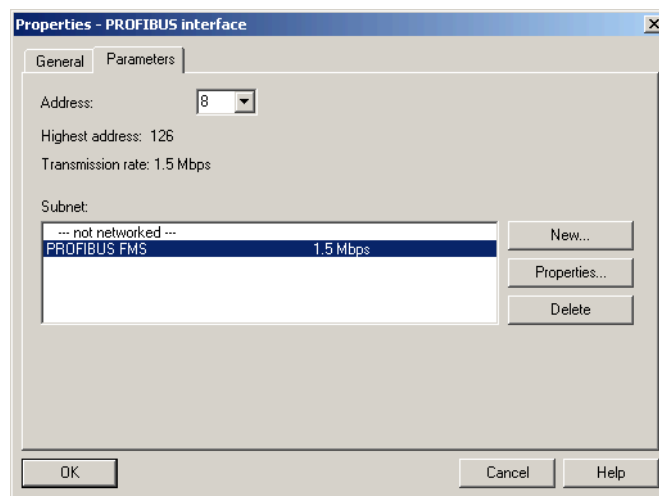 Properties - PROFIBUS interface
General Parameters
Address: 8
Highest address: 126
Transmission rate: 1.5 Mbps
Subnet:
--- not networked ---
PROFIBUS FMS 1.5 Mbps
New...
Properties...
Delete
OK Cancel Help